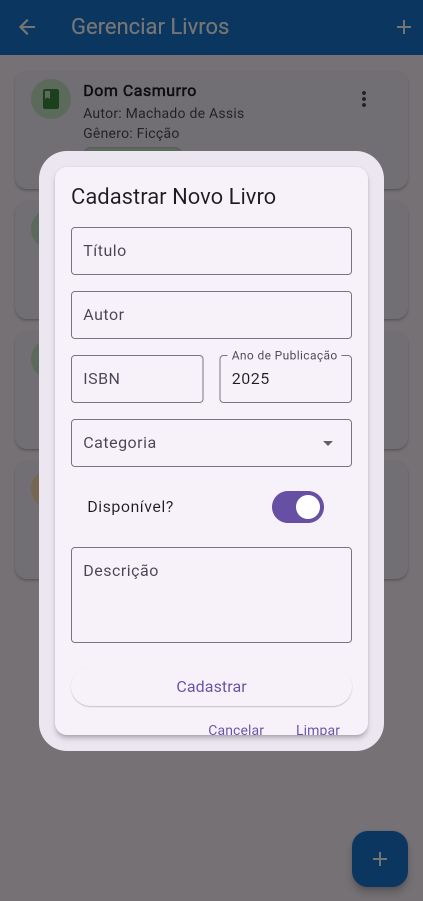 Gerenciar Livros
Dom Casmurro
Autor: Machado de Assis
Gênero: Ficção
Cadastrar Novo Livro
Título
Autor
ISBN
Ano de Publicação
2025
Categoria
Disponível?
Descrição
Cadastrar
Cancelar Limpar